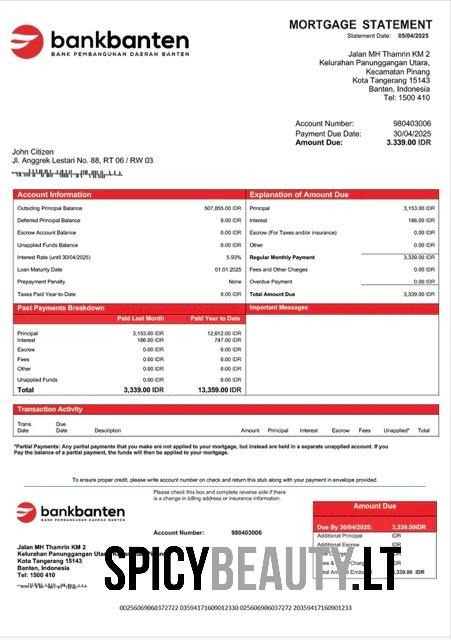 bankbanten
BANK PEMBANGUNAN DAERAH BANTEN
MORTGAGE STATEMENT
Statement Date: 05/04/2025
Jalan MH Thamrin KM 2
Kelurahan Panunggangan Utara,
Kecamatan Pinang
Kota Tangerang 15143
Banten, Indonesia
Tel: 1500 410
Account Number: 980403006
Payment Due Date: 30/04/2025
Amount Due: 3.339.00 IDR
John Citizen
Jl. Anggrek Lestari No. 88, RT 06 / RW 03
Account Information
Outsiding Principal Balance 507,855.00 IDR
Deferred Principal Balance 0.00 IDR
Escrow Account Balance 0.00 IDR
Unapplied Funds Balance 0.00 IDR
Interest Rate (until 30/04/2025) 5.93%
Loan Maturity Date 01.01.2025
Prepayment Penalty None
Taxes Paid Year-to-Date 0.00 IDR
Explanation of Amount Due
Principal 3,153.00 IDR
Interest 186.00 IDR
Escrow (For Taxes and/or insurance) 0.00 IDR
Other 0.00 IDR
Regular Monthly Payment 3,339.00 IDR
Fees and Other Charges 0.00 IDR
Overdue Payment 0.00 IDR
Total Amount Due 3,339.00 IDR
Past Payments Breakdown
Paid Last Month Paid Year to Date
Principal 3,153.00 IDR 12,612.00 IDR
Interest 186.00 IDR 747.00 IDR
Escrow 0.00 IDR 0.00 IDR
Fees 0.00 IDR 0.00 IDR
Other 0.00 IDR 0.00 IDR
Unapplied Funds 0.00 IDR 0.00 IDR
Total 3,339.00 IDR 13,359.00 IDR
Important Messages
Transaction Activity
Trans. Date Due Date Description Amount Principal Interest Escrow Fees Unapplied* Total
*Partial Payments: Any partial payments that you make are not applied to your mortgage, but instead are held in a separate unapplied account. If you
Pay the balance of a partial payment, the funds will then be applied to your mortgage.
To ensure proper credit, please write account number on check and return this stub along with your payment in envelope provided.
Please check this box and complete reverse side if there
is a change in billing address or insurance information.
bankbanten
BANK PEMBANGUNAN DAERAH BANTEN
Account Number: 980403006
Jalan MH Thamrin KM 2
Kelurahan Panunggangan
Kota Tangerang 15143
Banten, Indonesia
Tel: 1500 410
Amount Due
Due By 30/04/2025: 3,339.00IDR
Additional Principal IDR
Additional Escrow IDR
IDR
IDR
Amount 3,339.00 IDR
SPICYBEAUTY.LT
00256069060372722 03594171609012330 02560690637272 20359417160901233